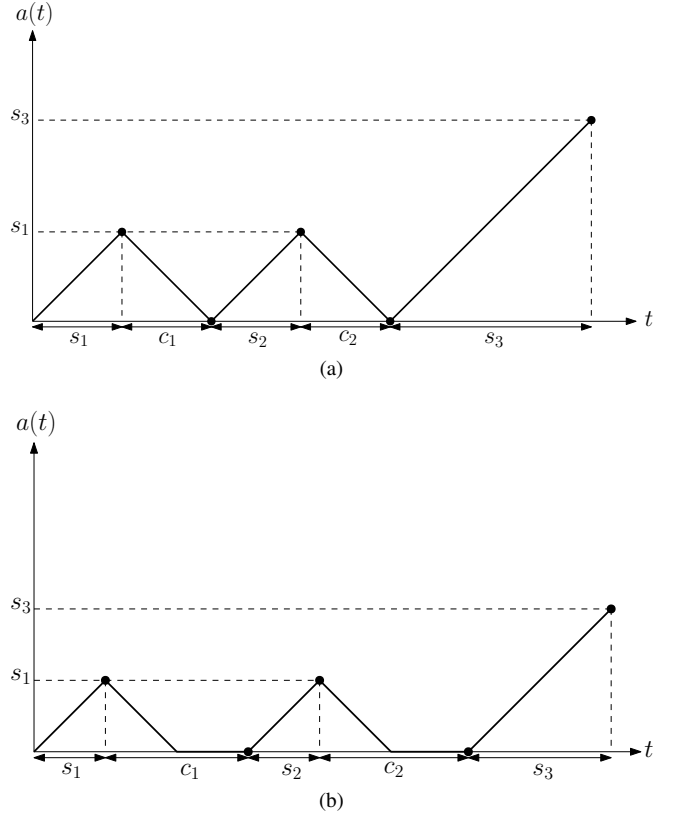 a(t)
s₃
s₁
t
s₁ c₁ s₂ c₂ s₃
(a)
a(t)
s₃
s₁
t
s₁ c₁ s₂ c₂ s₃
(b)